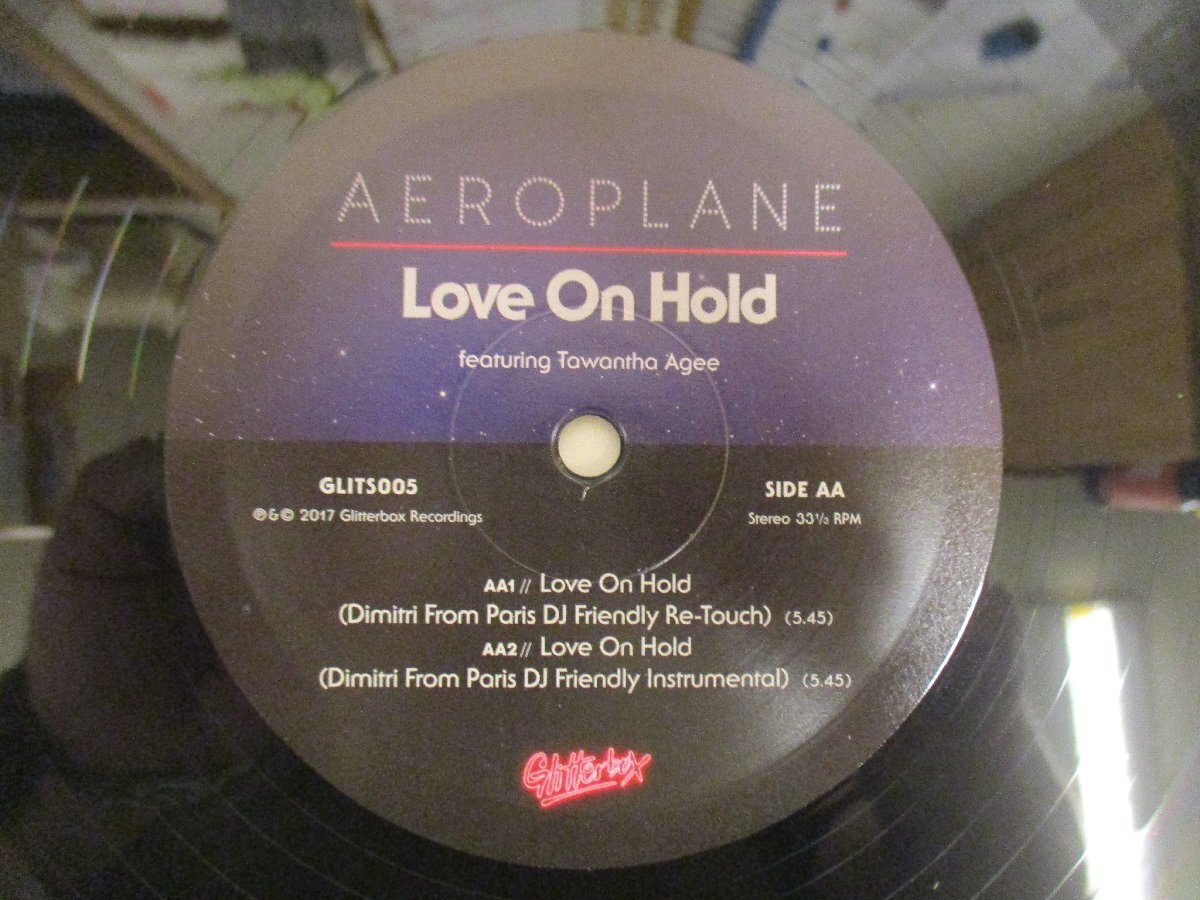 AEROPLANE
Love On Hold
featuring Tawantha Agee
GLITS005
SIDE AA
℗&© 2017 Glitterbox Recordings
Stereo 33⅓ RPM
AA1 // Love On Hold
(Dimitri From Paris DJ Friendly Re-Touch) (5.45)
AA2 // Love On Hold
(Dimitri From Paris DJ Friendly Instrumental) (5.45)
Glitterbox